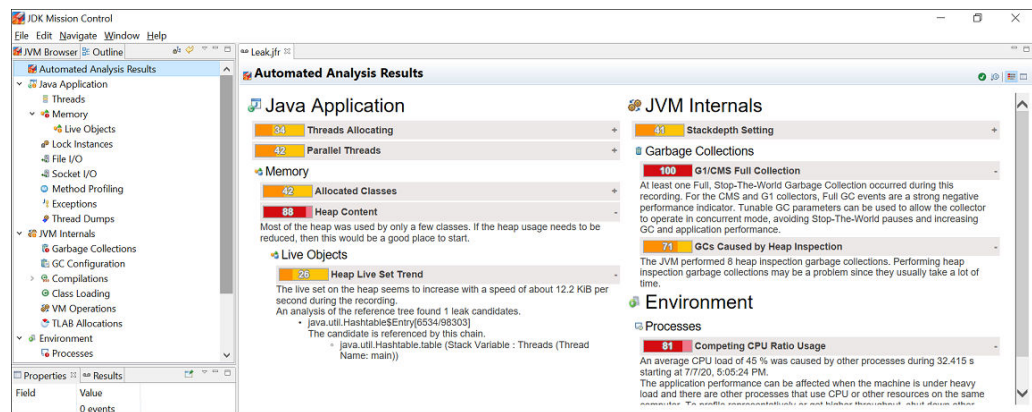 JDK Mission Control
File Edit Navigate Window Help
JVM Browser Outline
Automated Analysis Results
Java Application
Threads
Memory
Live Objects
Lock Instances
File I/O
Socket I/O
Method Profiling
Exceptions
Thread Dumps
JVM Internals
Garbage Collections
GC Configuration
Compilations
Class Loading
VM Operations
TLAB Allocations
Environment
Processes
Properties Results
Field Value
0 events
Leak.jfr
Automated Analysis Results
Java Application
34 Threads Allocating +
42 Parallel Threads +
Memory
42 Allocated Classes +
88 Heap Content -
Most of the heap was used by only a few classes. If the heap usage needs to be
reduced, then this would be a good place to start.
Live Objects
26 Heap Live Set Trend -
The live set on the heap seems to increase with a speed of about 12.2 KiB per
second during the recording.
An analysis of the reference tree found 1 leak candidates.
• java.util.Hashtable$Entry[6534/98303]
The candidate is referenced by this chain.
◦ java.util.Hashtable.table (Stack Variable : Threads (Thread
Name: main))
JVM Internals
41 Stackdepth Setting +
Garbage Collections
100 G1/CMS Full Collection -
At least one Full, Stop-The-World Garbage Collection occurred during this
recording. For the CMS and G1 collectors, Full GC events are a strong negative
performance indicator. Tunable GC parameters can be used to allow the collector
to operate in concurrent mode, avoiding Stop-The-World pauses and increasing
GC and application performance.
71 GCs Caused by Heap Inspection -
The JVM performed 8 heap inspection garbage collections. Performing heap
inspection garbage collections may be a problem since they usually take a lot of
time.
Environment
Processes
81 Competing CPU Ratio Usage -
An average CPU load of 45 % was caused by other processes during 32.415 s
starting at 7/7/20, 5:05:24 PM.
The application performance can be affected when the machine is under heavy
load and there are other processes that use CPU or other resources on the same
computer. To profile representatively or get higher throughput, shut down other